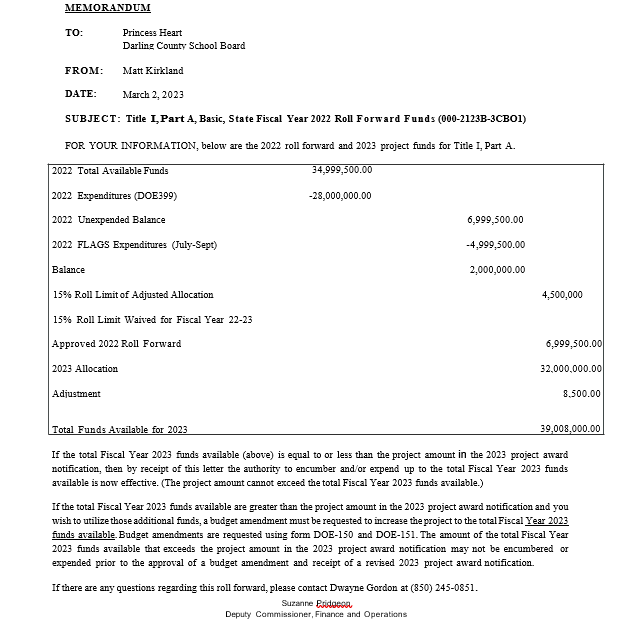 MEMORANDUM
TO: Princess Heart
Darling County School Board
FROM: Matt Kirkland
DATE: March 2, 2023
SUBJECT: Title I, Part A, Basic, State Fiscal Year 2022 Roll Forward Funds (000-2123B-3CBO1)
FOR YOUR INFORMATION, below are the 2022 roll forward and 2023 project funds for Title I, Part A.
2022 Total Available Funds 34,999,500.00
2022 Expenditures (DOE399) -28,000,000.00
2022 Unexpended Balance 6,999,500.00
2022 FLAGS Expenditures (July-Sept) -4,999,500.00
Balance 2,000,000.00
15% Roll Limit of Adjusted Allocation 4,500,000
15% Roll Limit Waived for Fiscal Year 22-23
Approved 2022 Roll Forward 6,999,500.00
2023 Allocation 32,000,000.00
Adjustment 8,500.00
Total Funds Available for 2023 39,008,000.00
If the total Fiscal Year 2023 funds available (above) is equal to or less than the project amount in the 2023 project award
notification, then by receipt of this letter the authority to encumber and/or expend up to the total Fiscal Year 2023 funds
available is now effective. (The project amount cannot exceed the total Fiscal Year 2023 funds available.)
If the total Fiscal Year 2023 funds available are greater than the project amount in the 2023 project award notification and you
wish to utilize those additional funds, a budget amendment must be requested to increase the project to the total Fiscal Year 2023
funds available. Budget amendments are requested using form DOE-150 and DOE-151. The amount of the total Fiscal Year
2023 funds available that exceeds the project amount in the 2023 project award notification may not be encumbered or
expended prior to the approval of a budget amendment and receipt of a revised 2023 project award notification.
If there are any questions regarding this roll forward, please contact Dwayne Gordon at (850) 245-0851.
Suzanne Pridgeon,
Deputy Commissioner, Finance and Operations